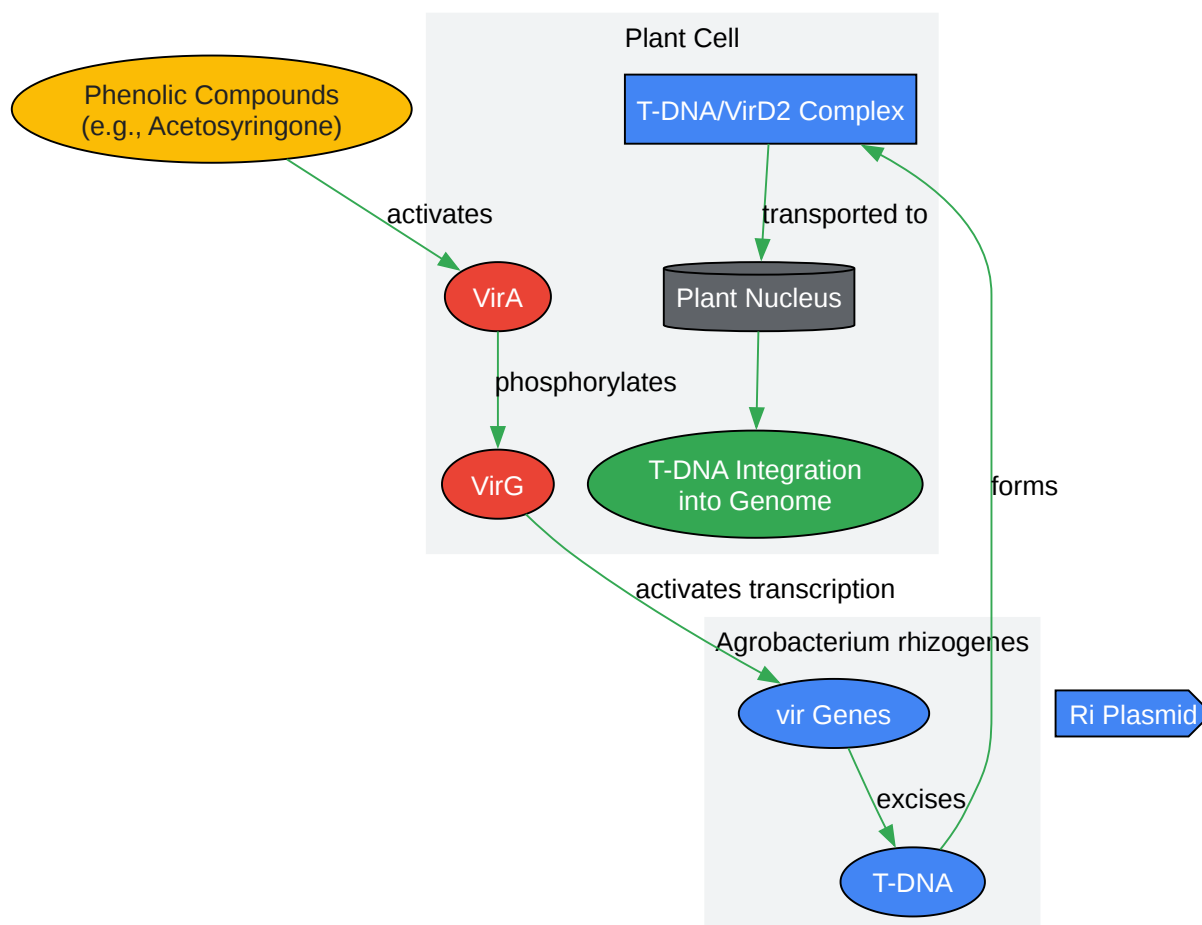 Plant Cell
Phenolic Compounds
(e.g., Acetosyringone)
T-DNA/VirD2 Complex
activates
transported to
VirA
Plant Nucleus
phosphorylates
VirG
T-DNA Integration
into Genome
forms
activates transcription
Agrobacterium rhizogenes
vir Genes
Ri Plasmid
excises
T-DNA